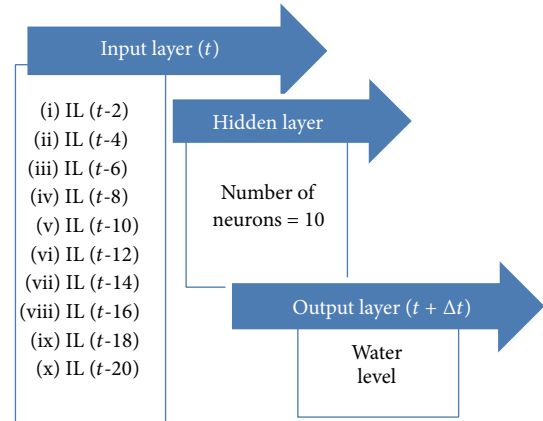 Input layer (t)
(i) IL (t-2)
(ii) IL (t-4)
(iii) IL (t-6)
(iv) IL (t-8)
(v) IL (t-10)
(vi) IL (t-12)
(vii) IL (t-14)
(viii) IL (t-16)
(ix) IL (t-18)
(x) IL (t-20)
Hidden layer
Number of
neurons = 10
Output layer (t + Δt)
Water
level